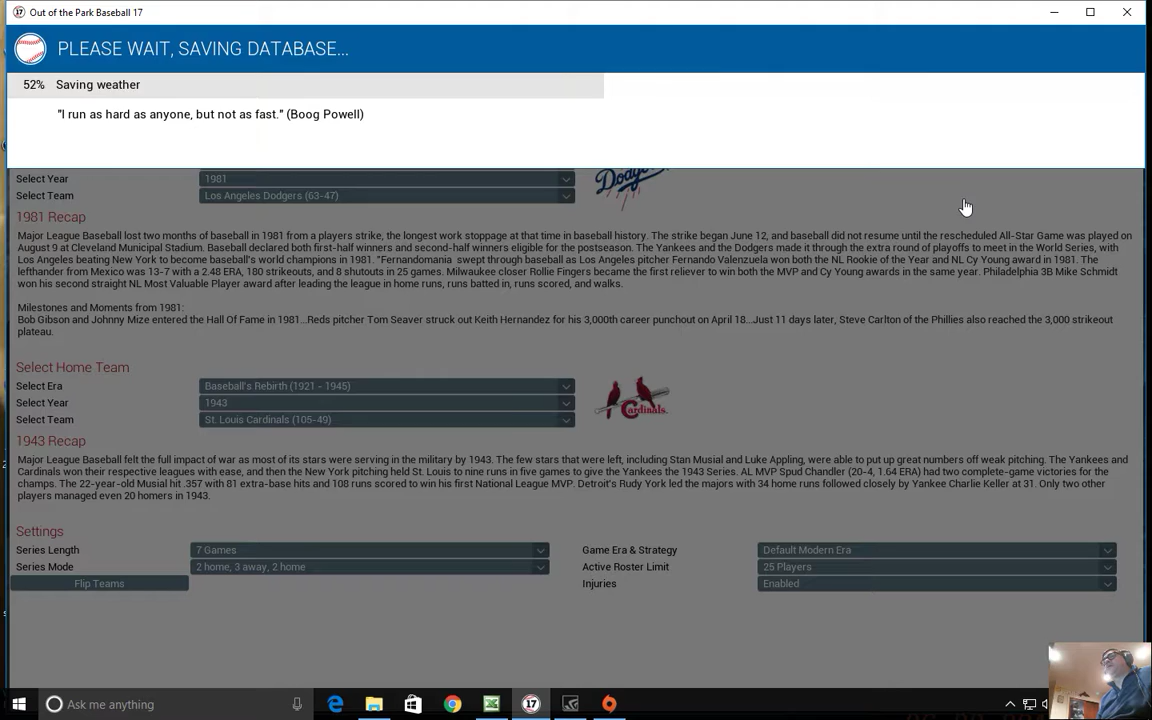 Out of the Park Baseball 17
PLEASE WAIT, SAVING DATABASE...
52% Saving weather
"I run as hard as anyone, but not as fast." (Boog Powell)
Select Year 1981
Select Team Los Angeles Dodgers (63-47)
Dodgers
1981 Recap
Major League Baseball lost two months of baseball in 1981 from a players strike, the longest work stoppage at that time in baseball history. The strike began June 12, and baseball did not resume until the rescheduled All-Star Game was played on
August 9 at Cleveland Municipal Stadium. Baseball declared both first-half winners and second-half winners eligible for the postseason. The Yankees and the Dodgers made it through the extra round of playoffs to meet in the World Series, with
Los Angeles beating New York to become baseball's world champions in 1981. "Fernandomania swept through baseball as Los Angeles pitcher Fernando Valenzuela won both the NL Rookie of the Year and NL Cy Young award in 1981. The
lefthander from Mexico was 13-7 with a 2.48 ERA, 180 strikeouts, and 8 shutouts in 25 games. Milwaukee closer Rollie Fingers became the first reliever to win both the MVP and Cy Young awards in the same year. Philadelphia 3B Mike Schmidt
won his second straight NL Most Valuable Player award after leading the league in home runs, runs batted in, runs scored, and walks.
Milestones and Moments from 1981:
Bob Gibson and Johnny Mize entered the Hall Of Fame in 1981...Reds pitcher Tom Seaver struck out Keith Hernandez for his 3,000th career punchout on April 18...Just 11 days later, Steve Carlton of the Phillies also reached the 3,000 strikeout
plateau.
Select Home Team
Select Era Baseball's Rebirth (1921 - 1945)
Select Year 1943
Select Team St. Louis Cardinals (105-49)
Cardinals
1943 Recap
Major League Baseball felt the full impact of war as most of its stars were serving in the military by 1943. The few stars that were left, including Stan Musial and Luke Appling, were able to put up great numbers off weak pitching. The Yankees and
Cardinals won their respective leagues with ease, and then the New York pitching held St. Louis to nine runs in five games to give the Yankees the 1943 Series. AL MVP Spud Chandler (20-4, 1.64 ERA) had two complete-game victories for the
champs. The 22-year-old Musial hit .357 with 81 extra-base hits and 108 runs scored to win his first National League MVP. Detroit's Rudy York led the majors with 34 home runs followed closely by Yankee Charlie Keller at 31. Only two other
players managed even 20 homers in 1943.
Settings
Series Length 7 Games Game Era & Strategy Default Modern Era
Series Mode 2 home, 3 away, 2 home Active Roster Limit 25 Players
Flip Teams Injuries Enabled
Ask me anything
17